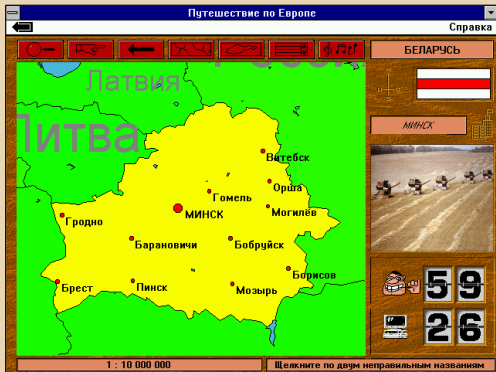 Путешествие по Европе
Справка
БЕЛАРУСЬ
Латвия
Литва
МИНСК
Витебск
Орша
Гомель
Могилёв
МИНСК
Гродно
Барановичи
Бобруйск
Борисов
Брест
Пинск
Мозырь
59
26
1 : 10 000 000
Щелкните по двум неправильным названиям